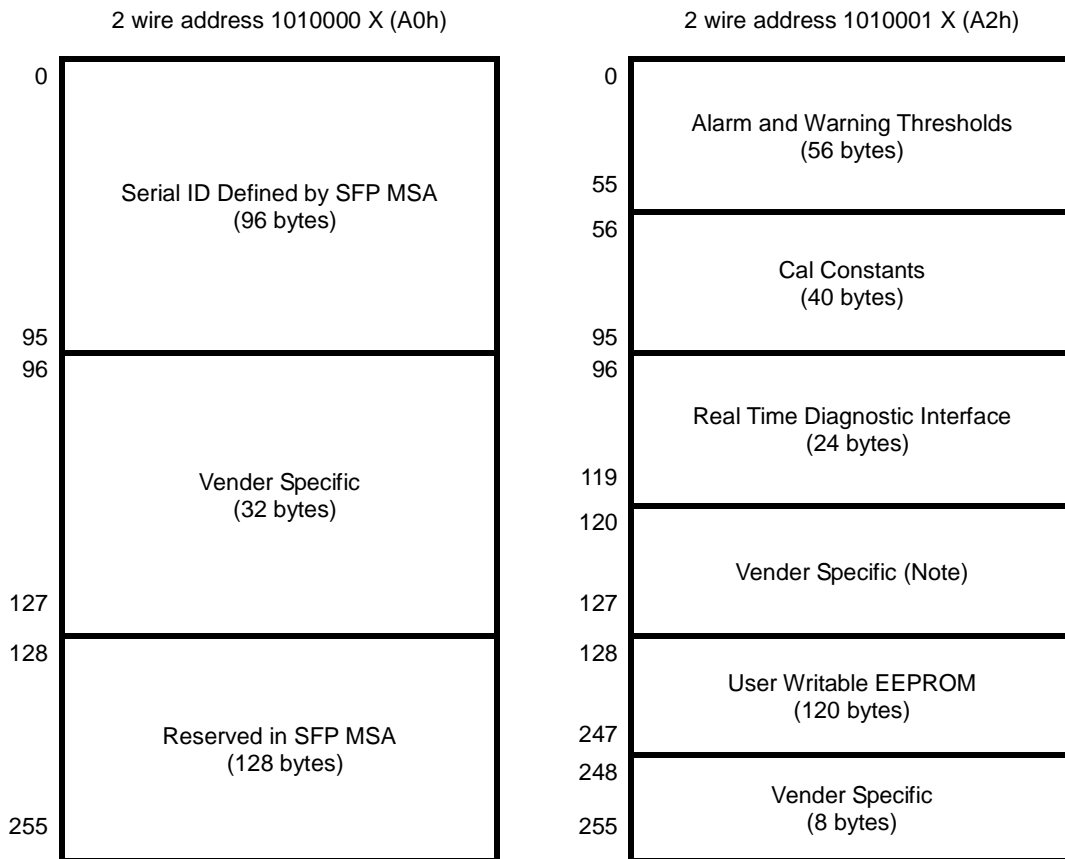 2 wire address 1010000 X (A0h)
0
Serial ID Defined by SFP MSA
(96 bytes)
95
96
Vender Specific
(32 bytes)
127
128
Reserved in SFP MSA
(128 bytes)
255
2 wire address 1010001 X (A2h)
0
Alarm and Warning Thresholds
(56 bytes)
55
56
Cal Constants
(40 bytes)
95
96
Real Time Diagnostic Interface
(24 bytes)
119
120
Vender Specific (Note)
127
128
User Writable EEPROM
(120 bytes)
247
248
Vender Specific
(8 bytes)
255